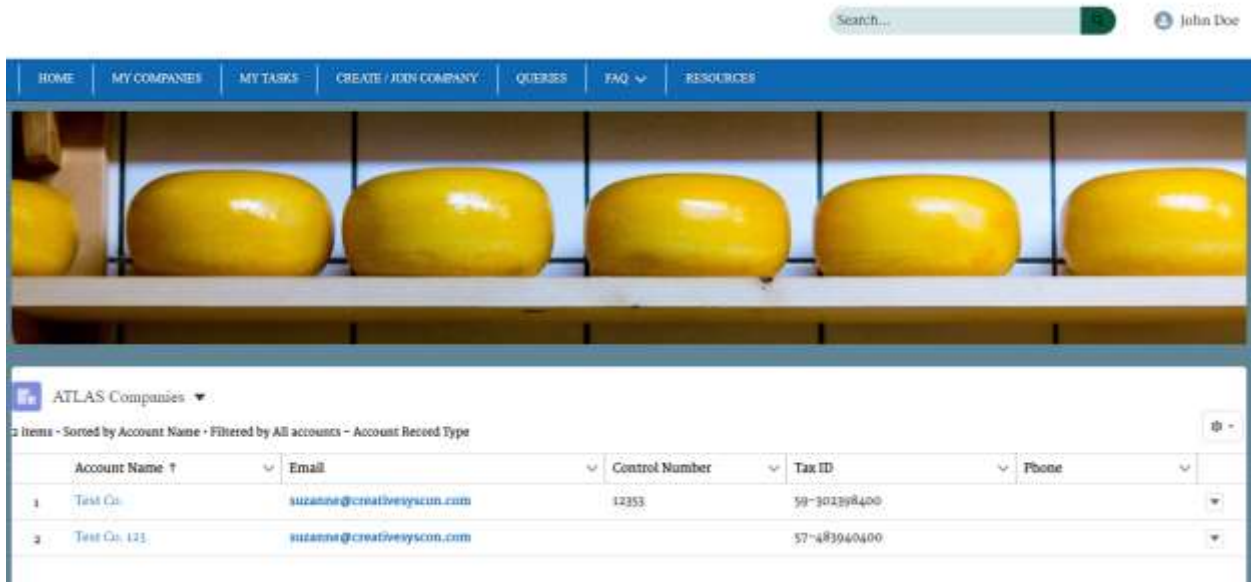 Search...
John Doe
HOME MY COMPANIES MY TASKS CREATE / JOIN COMPANY QUERIES FAQ RESOURCES
ATLAS Companies
2 items • Sorted by Account Name • Filtered by All accounts - Account Record Type
Account Name ↑ Email Control Number Tax ID Phone
1 Test Co. suzanne@creativesyscon.com 12353 59-302398400
2 Test Co. 123 suzanne@creativesyscon.com 57-483940400